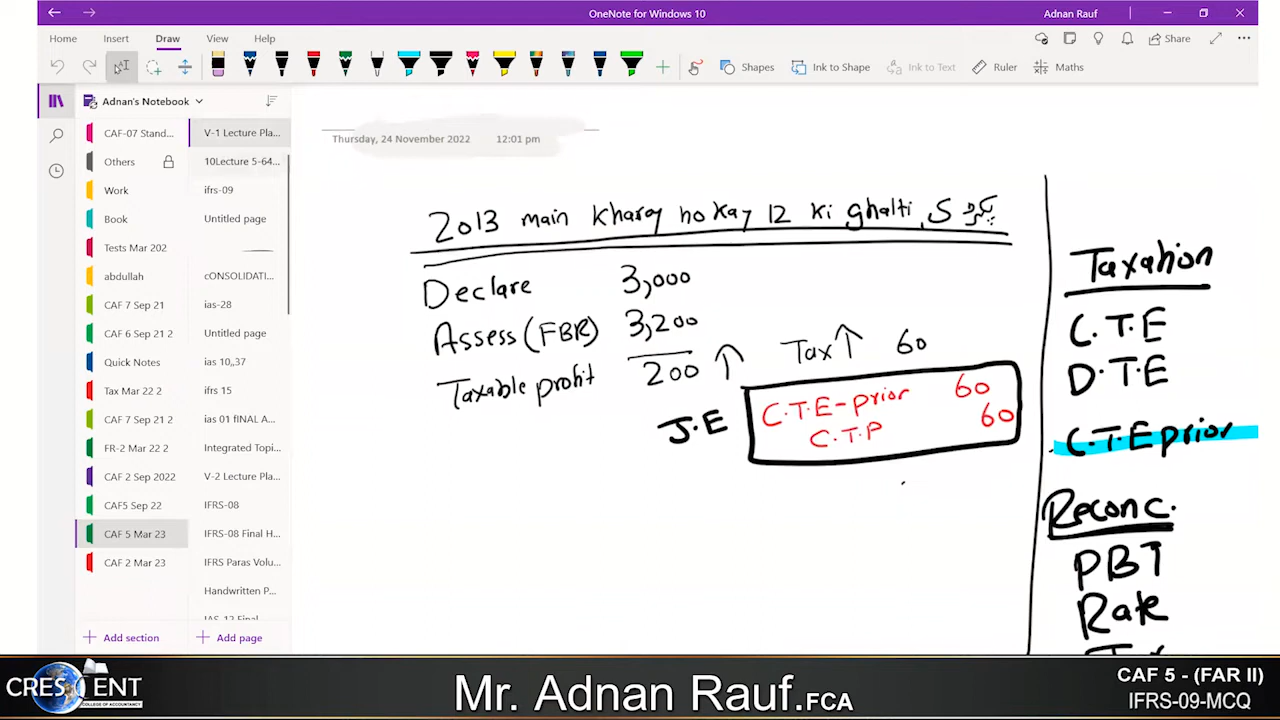 OneNote for Windows 10
Adnan Rauf
Home Insert Draw View Help
Share
Shapes Ink to Shape Ink to Text Ruler Maths
Adnan's Notebook
CAF-07 Stand...
Others
Work
Book
Tests Mar 202
abdullah
CAF 7 Sep 21
CAF 6 Sep 21 2
Quick Notes
Tax Mar 22 2
CAF 7 Sep 21 2
FR-2 Mar 22 2
CAF 2 Sep 2022
CAF5 Sep 22
CAF 5 Mar 23
CAF 2 Mar 23
Add section
V-1 Lecture Pla...
10Lecture 5-64...
ifrs-09
Untitled page
cONSOLIDATI...
ias-28
Untitled page
ias 10,,37
ifrs 15
ias 01 fINAL A...
Integrated Topi...
V-2 Lecture Pla...
IFRS-08
IFRS-08 Final H...
IFRS Paras Volu...
Handwritten P...
IAS-12 Final
Add page
Thursday, 24 November 2022 12:01 pm
2013 main kharay ho kay 12 ki ghalti
Declare 3,000
Assess (FBR) 3,200
Taxable profit 200 ↑ Tax ↑ 60
J.E C.T.E-prior 60
C.T.P 60
Taxation
C.T.E
D.T.E
C.T.E prior
Reconc.
PBT
Rate
CRESCENT
COLLEGE OF ACCOUNTANCY
Mr. Adnan Rauf.FCA
CAF 5 - (FAR II)
IFRS-09-MCQ